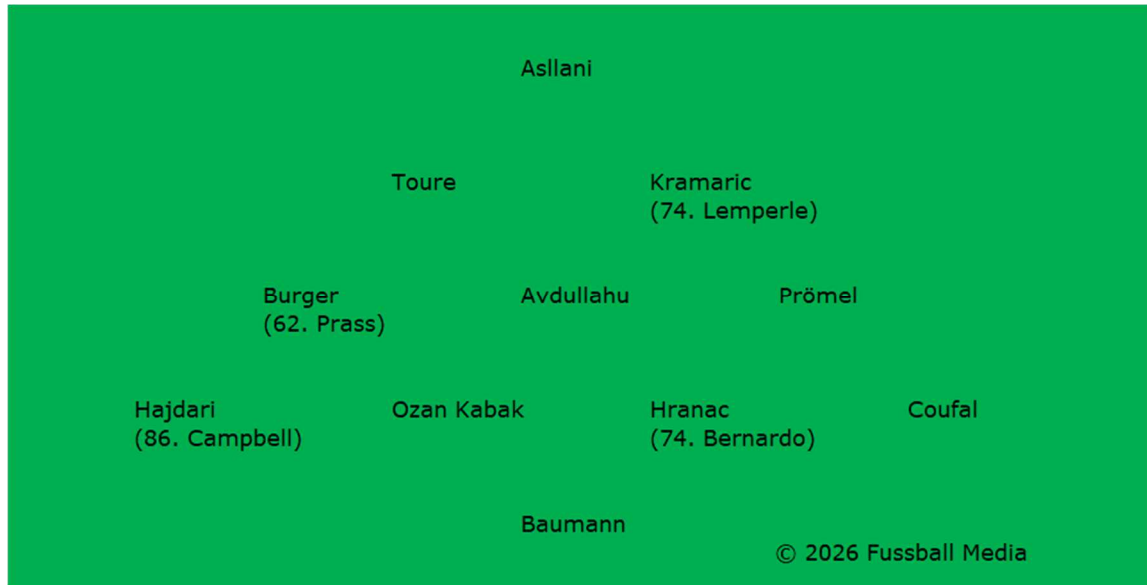 Asllani
Toure Kramaric
(74. Lemperle)
Burger Avdullahu Prömel
(62. Prass)
Hajdari Ozan Kabak Hranac Coufal
(86. Campbell) (74. Bernardo)
Baumann
© 2026 Fussball Media